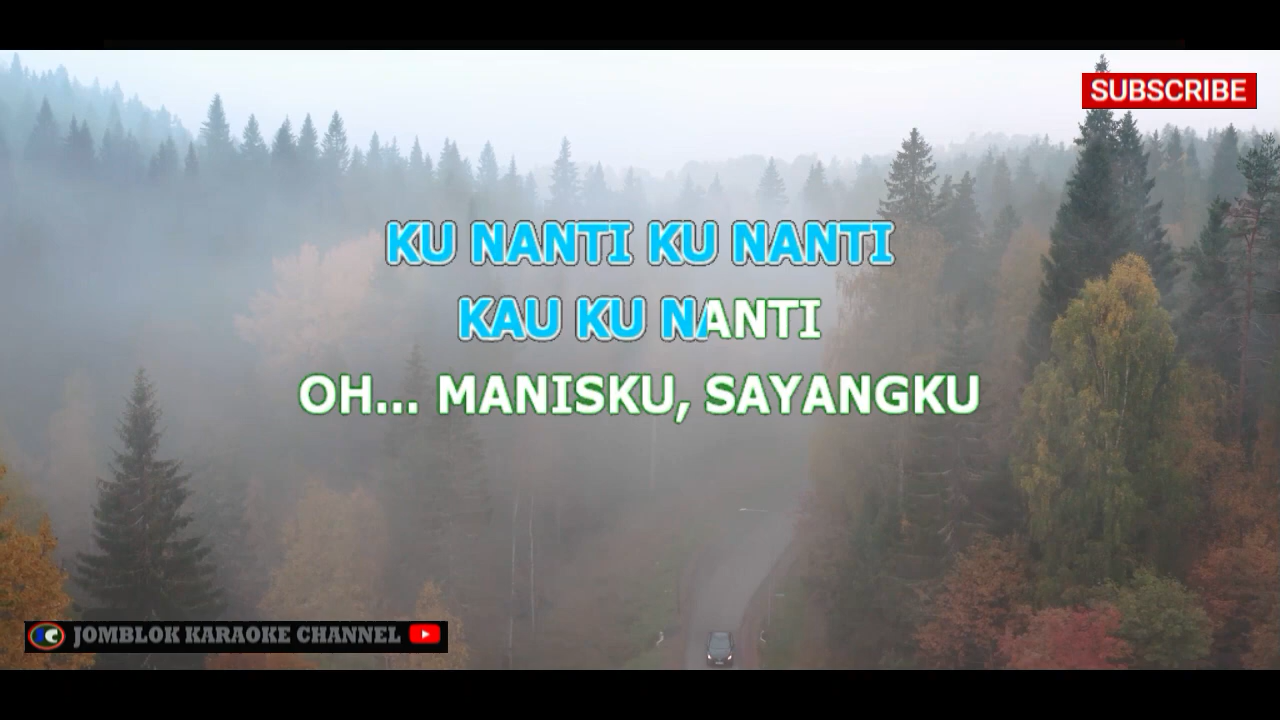 SUBSCRIBE
KU NANTI KU NANTI
KAU KU NANTI
OH... MANISKU, SAYANGKU
JOMBLOK KARAOKE CHANNEL